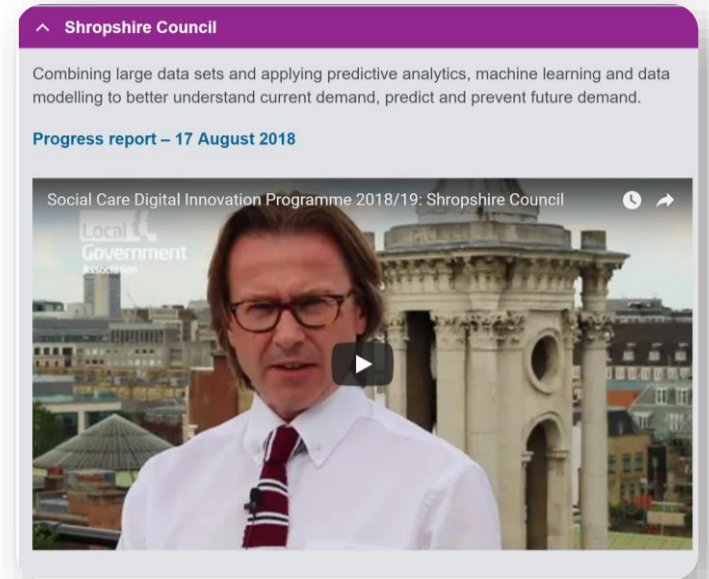 Shropshire Council
Combining large data sets and applying predictive analytics, machine learning and data
modelling to better understand current demand, predict and prevent future demand.
Progress report – 17 August 2018
Social Care Digital Innovation Programme 2018/19: Shropshire Council
Local
Government
Association